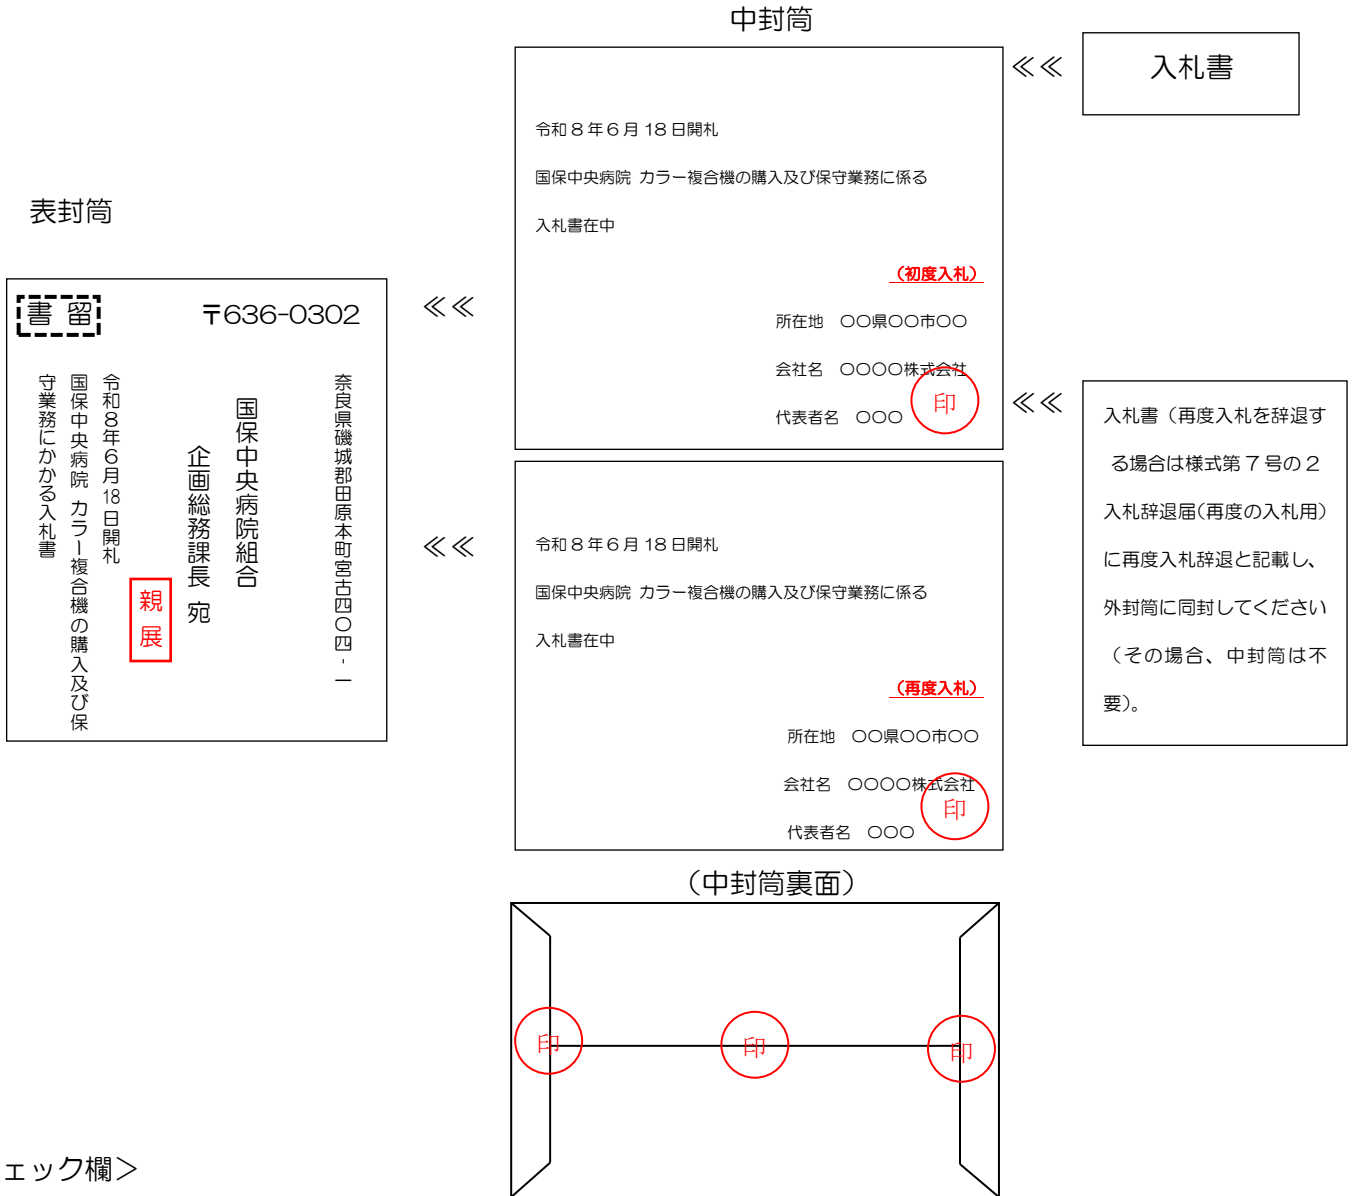 中封筒
≪≪
入札書
令和8年6月18日開札
国保中央病院 カラー複合機の購入及び保守業務に係る
入札書在中
（初度入札）
所在地　〇〇県〇〇市〇〇
会社名　〇〇〇〇株式会社
代表者名　〇〇〇
印
表封筒
書 留
〒636-0302
奈良県磯城郡田原本町宮古四〇四-一
国保中央病院組合
企画総務課長 宛
親展
令和8年6月18日開札
国保中央病院 カラー複合機の購入及び保
守業務にかかる入札書
≪≪
≪≪
入札書（再度入札を辞退す
る場合は様式第7号の2
入札辞退届（再度の入札用）
に再度入札辞退と記載し、
外封筒に同封してください
（その場合、中封筒は不
要）。
≪≪
令和8年6月18日開札
国保中央病院 カラー複合機の購入及び保守業務に係る
入札書在中
（再度入札）
所在地　〇〇県〇〇市〇〇
会社名　〇〇〇〇株式会社
代表者名　〇〇〇
印
（中封筒裏面）
印
印
印
ェック欄＞